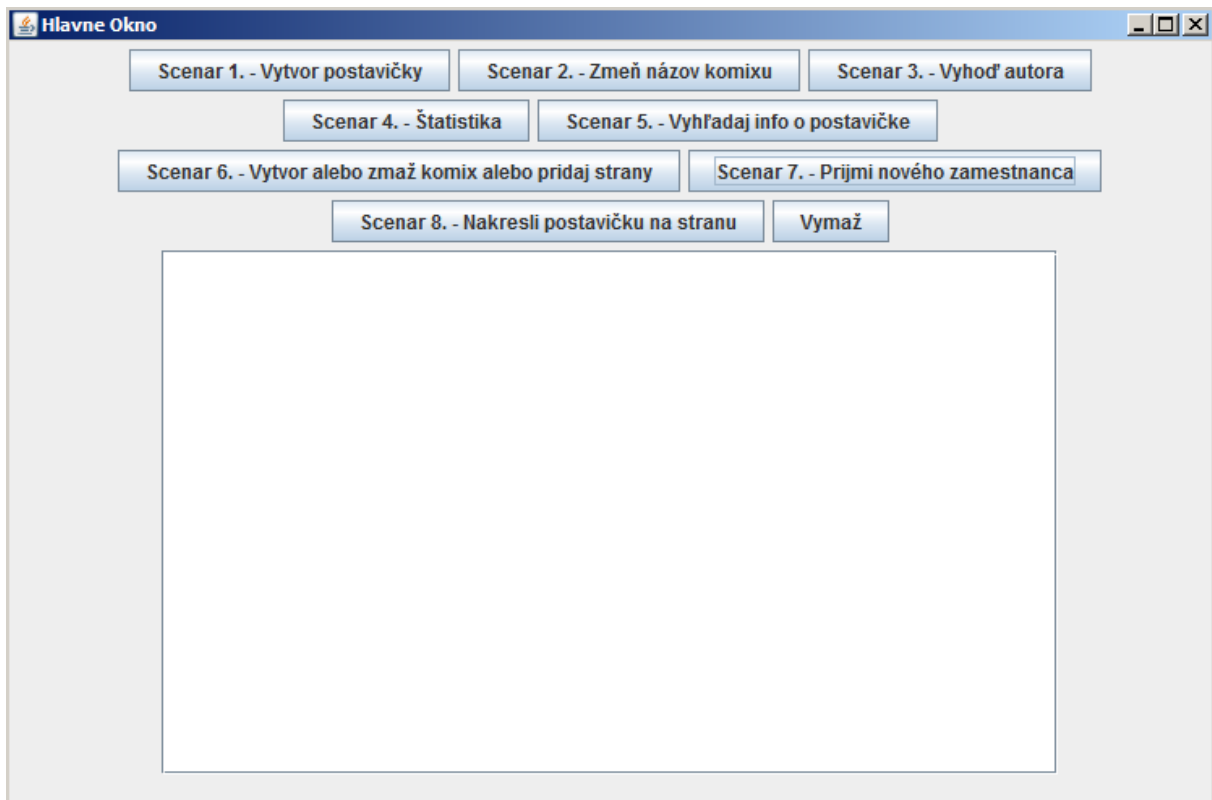 Hlavne Okno
Scenar 1. - Vytvor postavičky Scenar 2. - Zmeň názov komixu Scenar 3. - Vyhoď autora
Scenar 4. - Štatistika Scenar 5. - Vyhľadaj info o postavičke
Scenar 6. - Vytvor alebo zmaž komix alebo pridaj strany Scenar 7. - Prijmi nového zamestnanca
Scenar 8. - Nakresli postavičku na stranu Vymaž